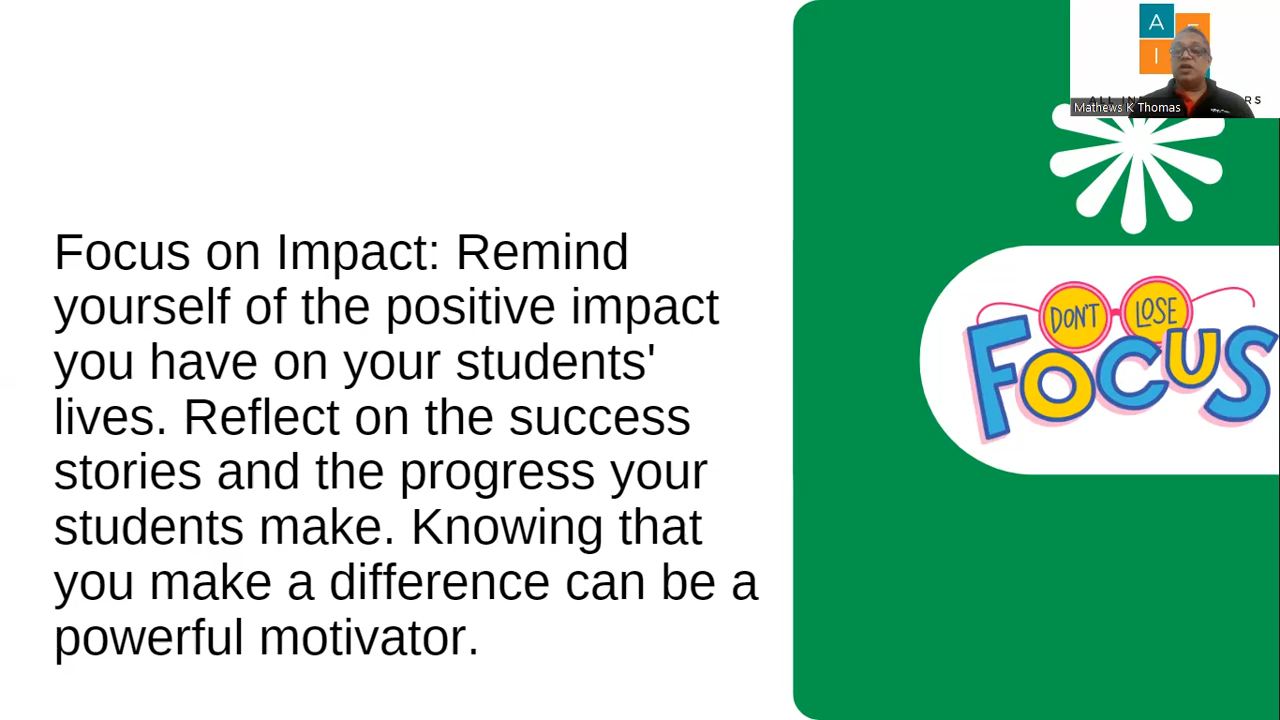 Focus on Impact: Remind
yourself of the positive impact
you have on your students'
lives. Reflect on the success
stories and the progress your
students make. Knowing that
you make a difference can be a
powerful motivator.
A
I
Mathews K Thomas
DON'T LOSE
FOCUS